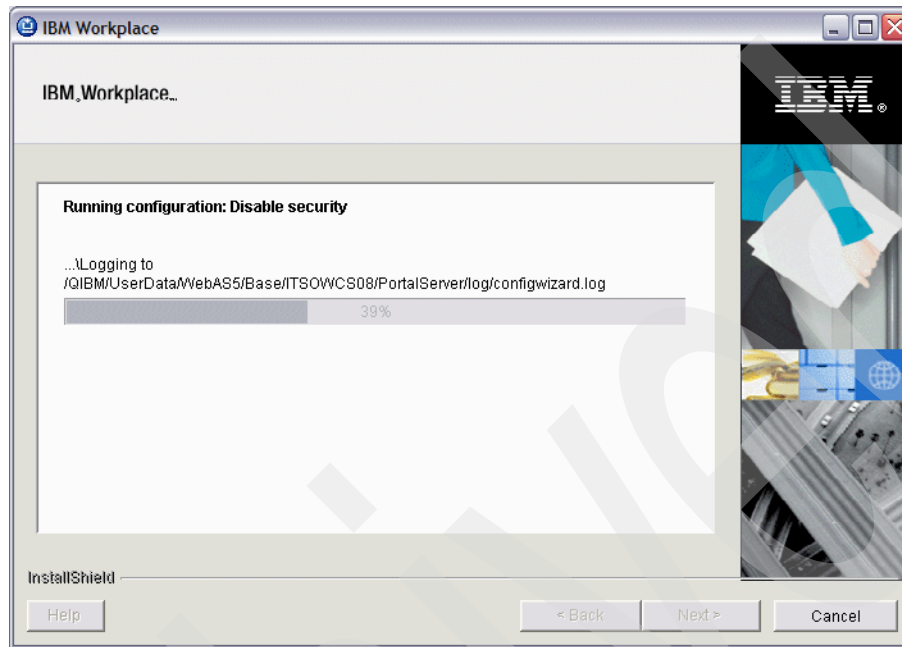 IBM Workplace
IBM Workplace™
IBM®
Running configuration: Disable security
...\Logging to
/QIBM/UserData/WebAS5/Base/ITSOWCS08/PortalServer/log/configwizard.log
39%
InstallShield
Help
< Back
Next >
Cancel